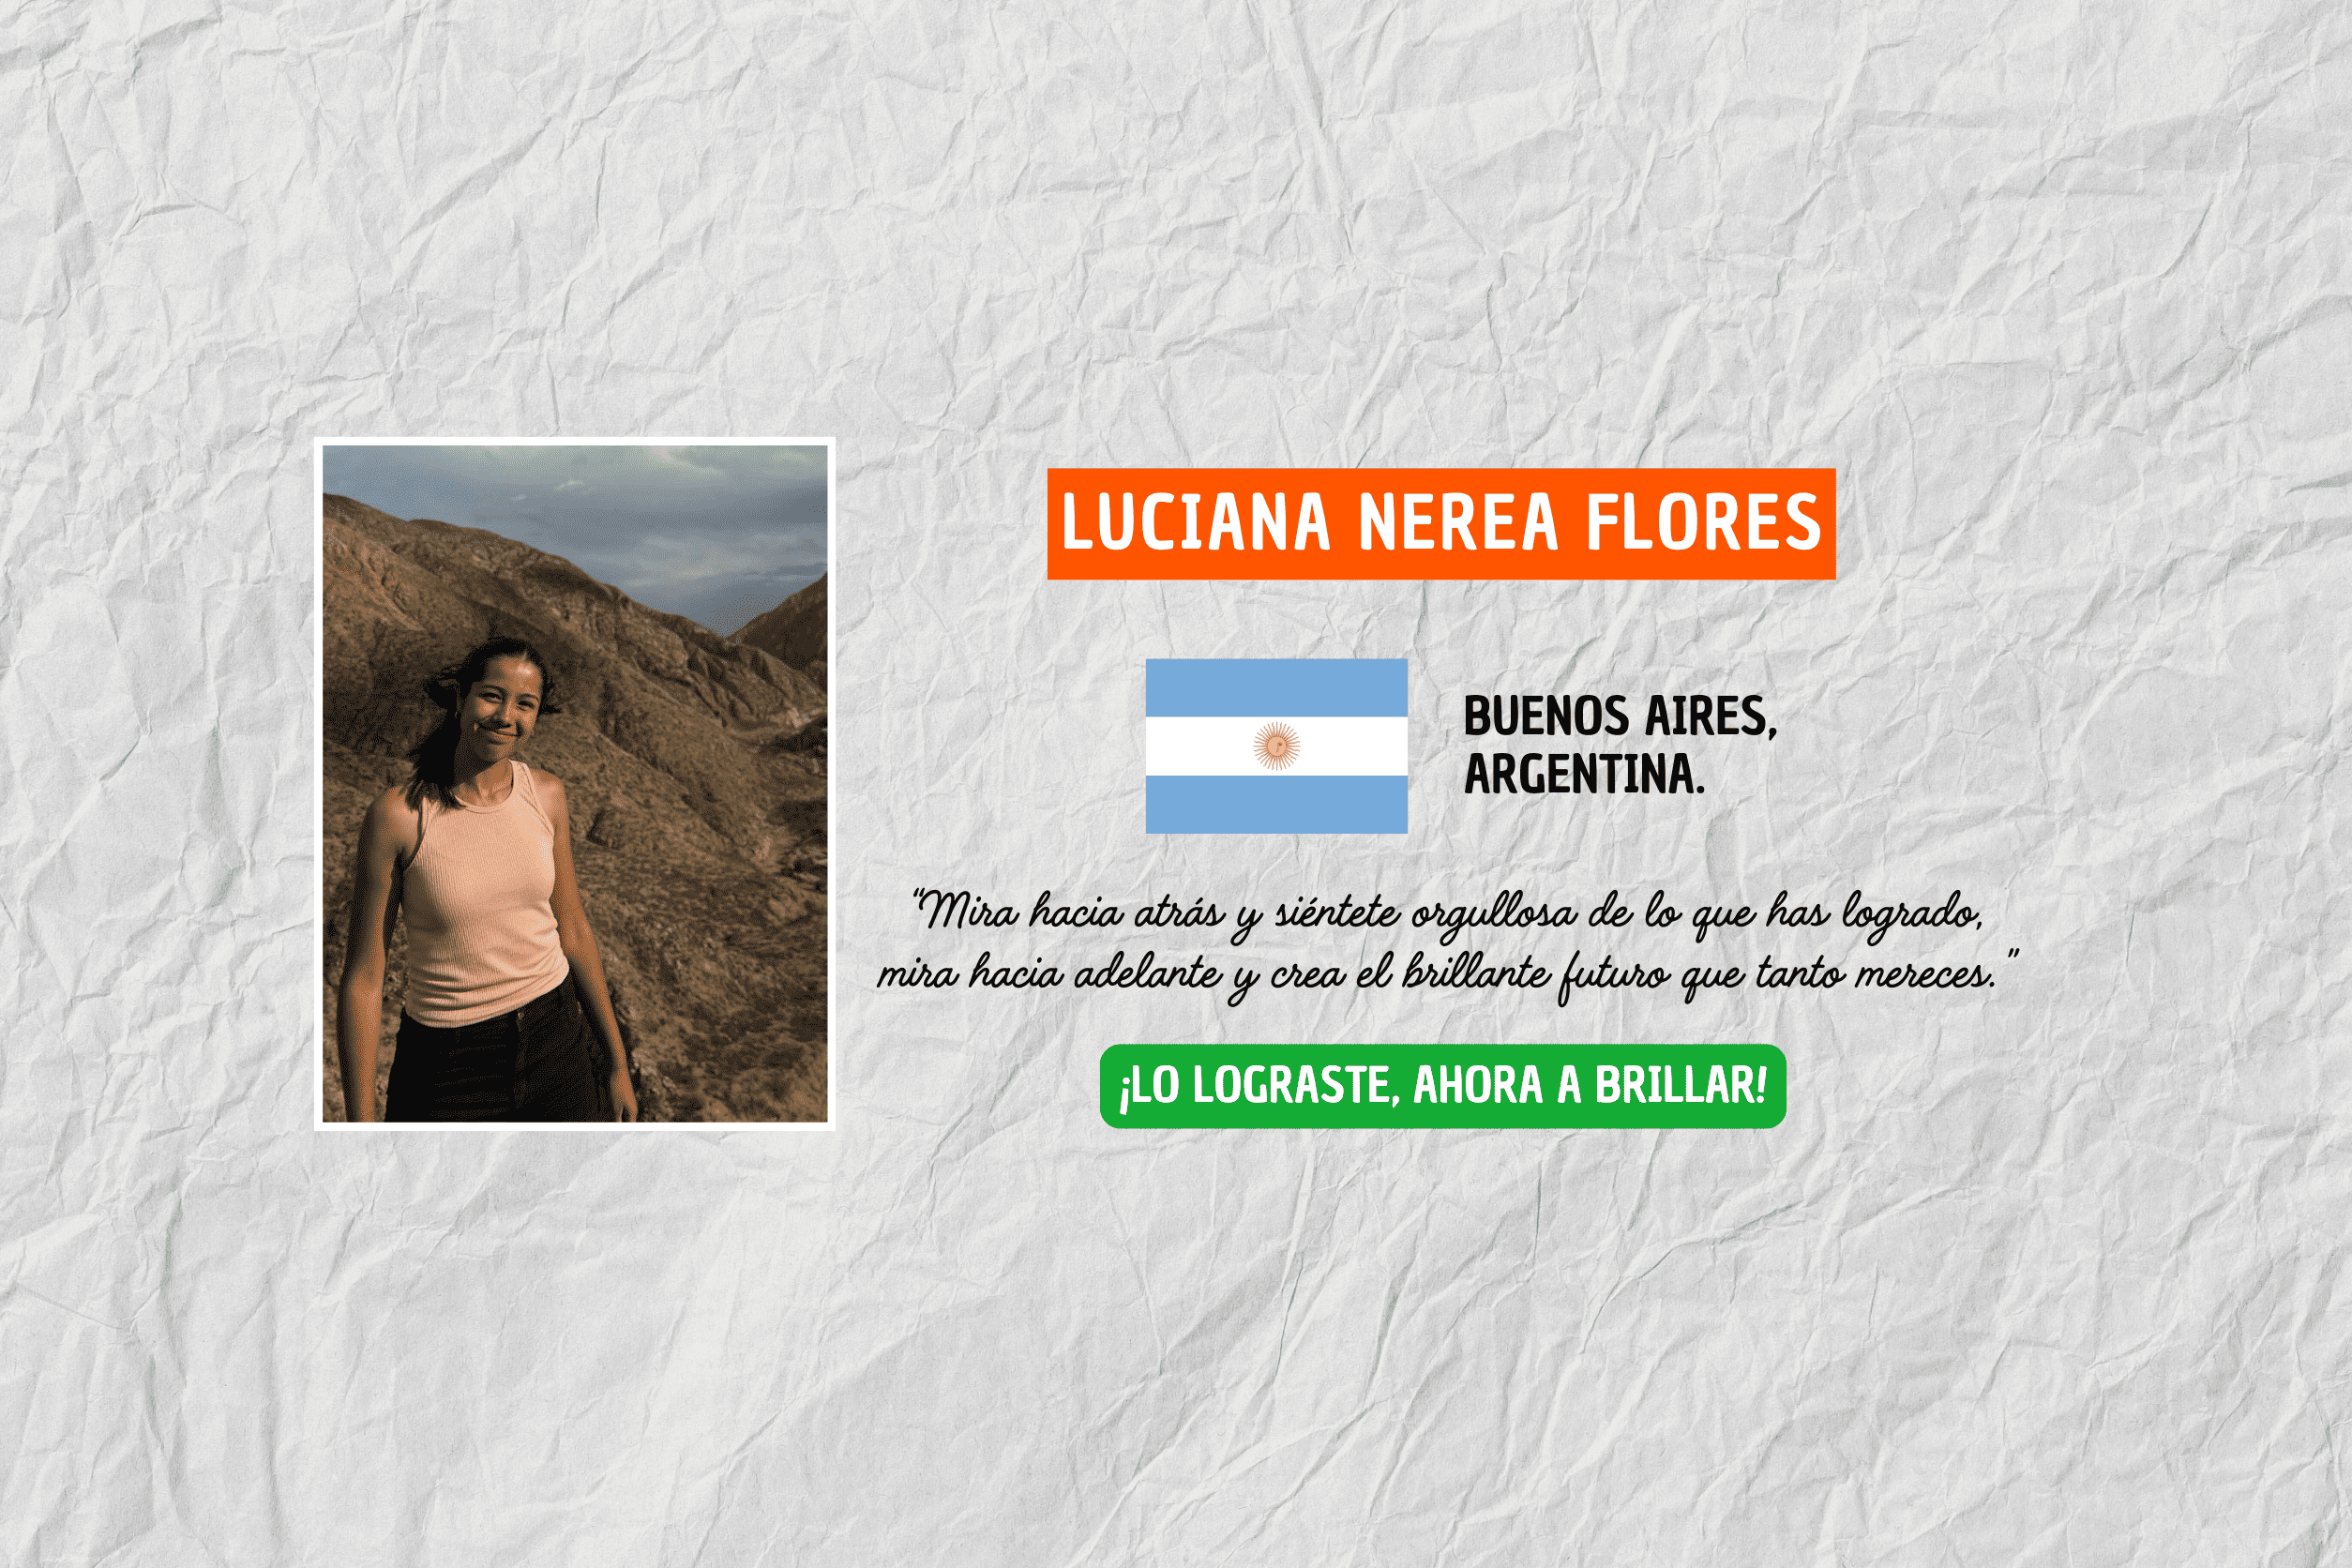 LUCIANA NEREA FLORES
BUENOS AIRES,
ARGENTINA.
“Mira hacia atrás y siéntete orgullosa de lo que has logrado,
mira hacia adelante y crea el brillante futuro que tanto mereces.”
¡LO LOGRASTE, AHORA A BRILLAR!